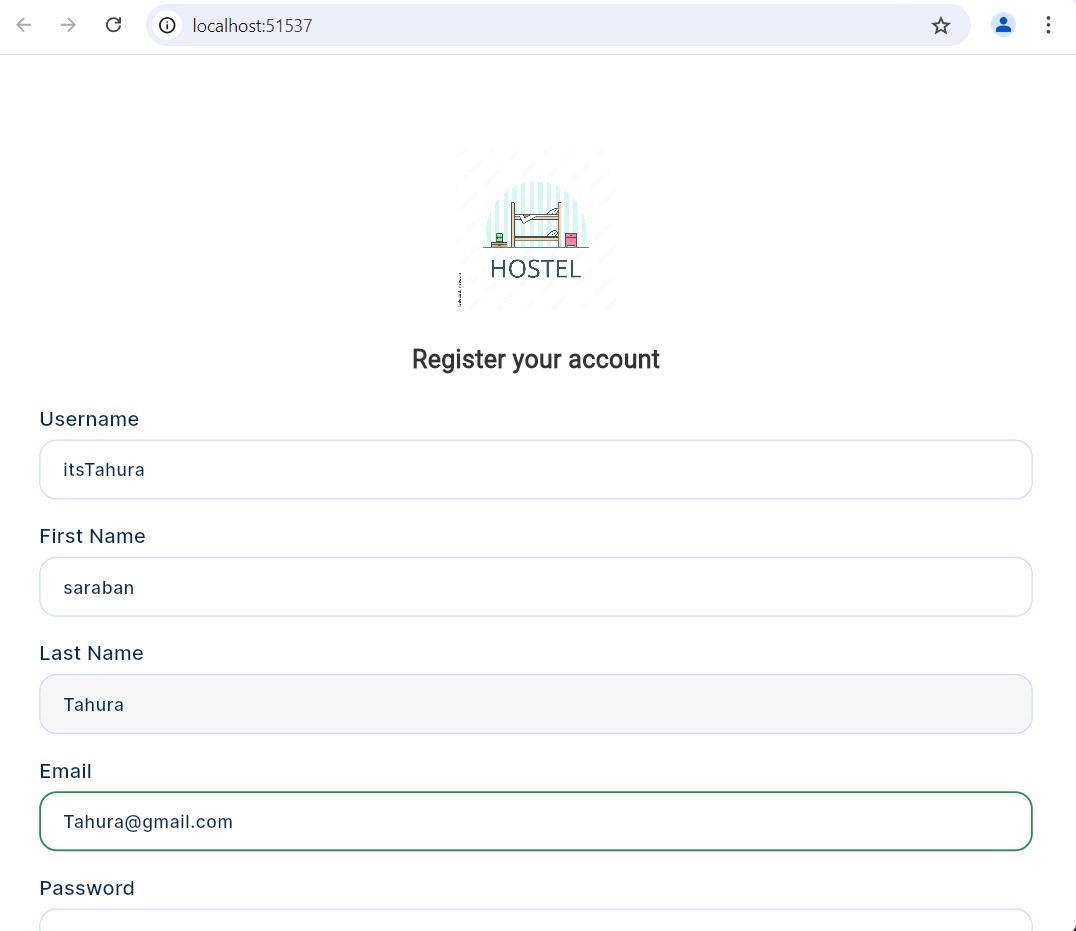 localhost:51537
HOSTEL
Register your account
Username
itsTahura
First Name
saraban
Last Name
Tahura
Email
Tahura@gmail.com
Password